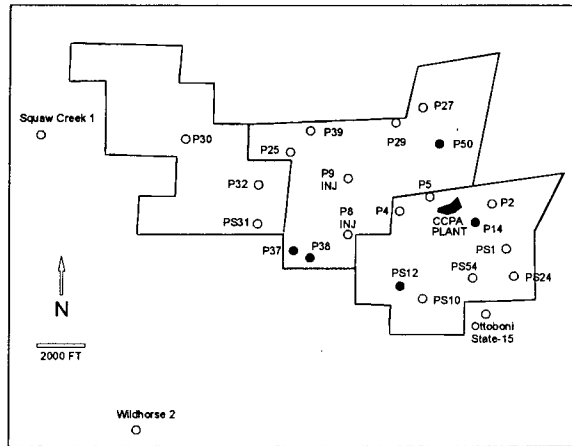 P27
P39
P29
Squaw Creek 1
P30
P25
P50
P9
INJ
P32
P5
P2
P4
CCPA
PLANT
P14
PS31
P8
INJ
P37
P38
PS1
PS54
PS24
PS12
PS10
N
2000 FT
Ottoboni
State-15
Wildhorse 2